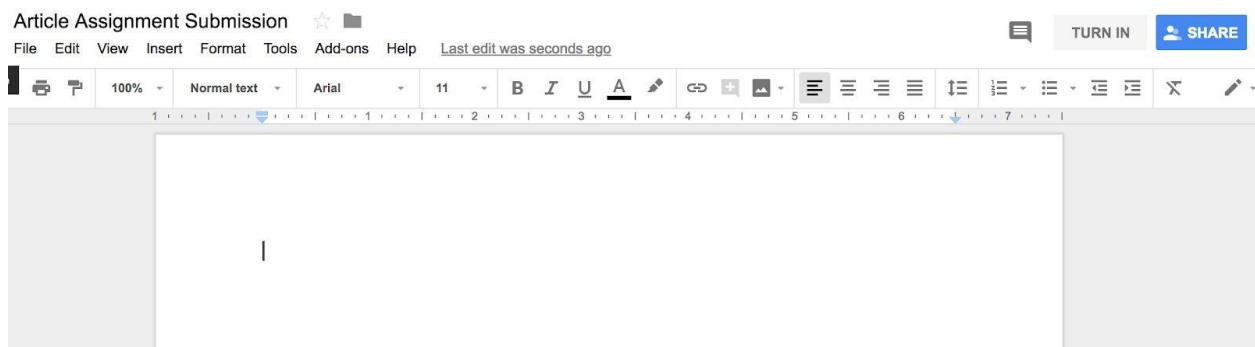 Article Assignment Submission
TURN IN SHARE
File Edit View Insert Format Tools Add-ons Help Last edit was seconds ago
100% Normal text Arial 11 B I U A
1 1 2 3 4 5 6 7